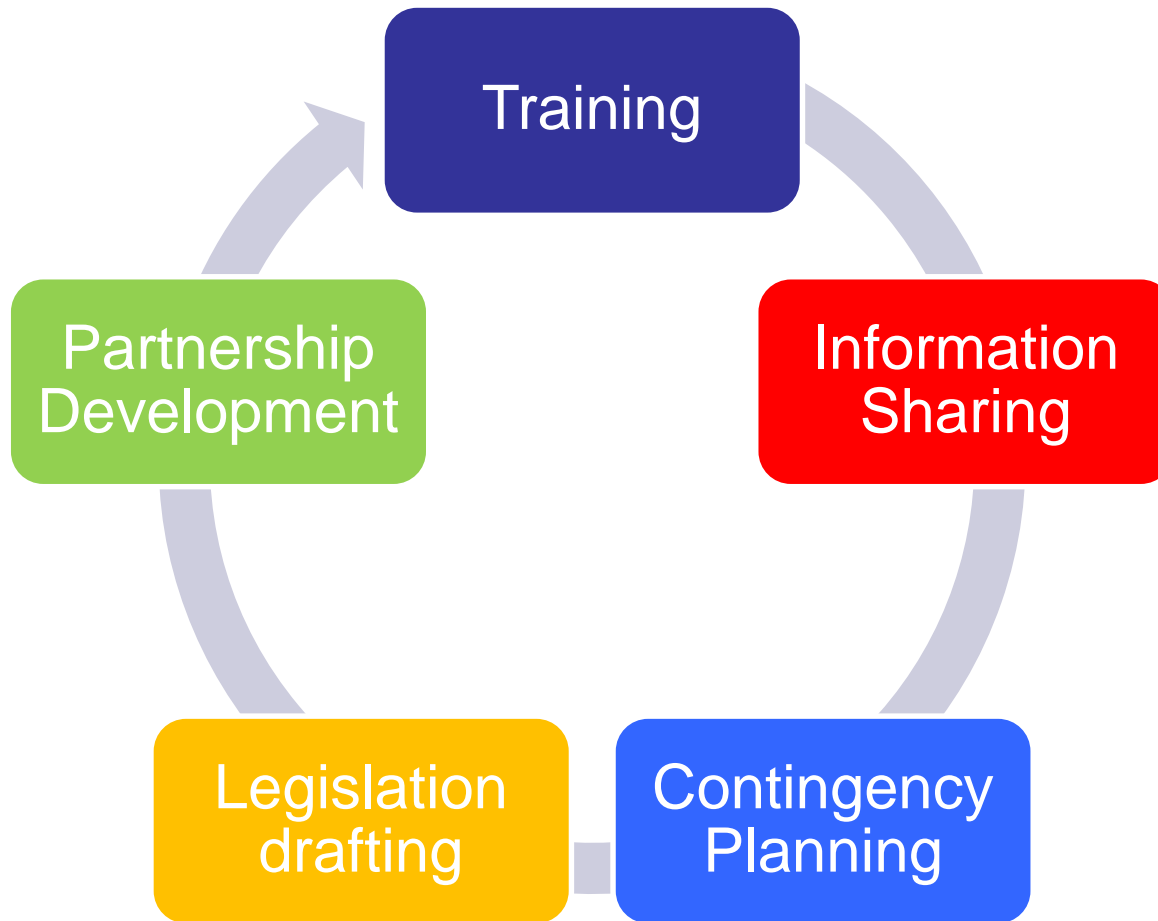 Training
Information
Sharing
Contingency
Planning
Legislation
drafting
Partnership
Development